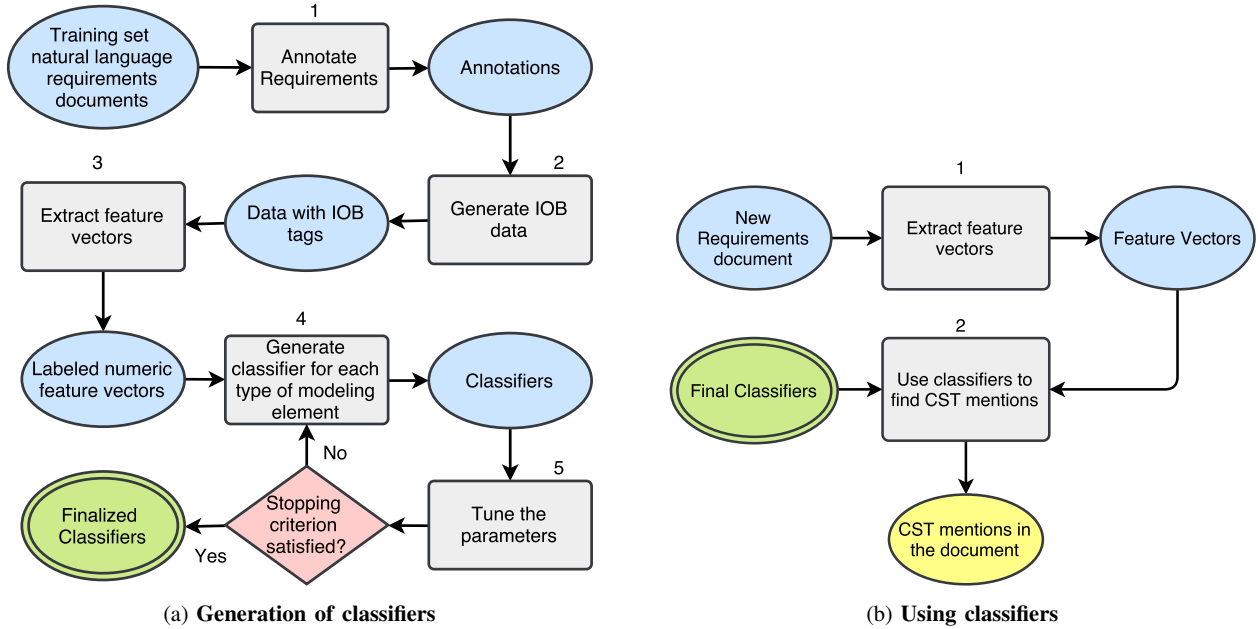 1
Training set
natural language
requirements
documents
Annotate
Requirements
Annotations
3
2
Extract feature
vectors
Data with IOB
tags
Generate IOB
data
4
Labeled numeric
feature vectors
Generate
classifier for each
type of modeling
element
Classifiers
No
5
Finalized
Classifiers
Yes
Stopping
criterion
satisfied?
Tune the
parameters
(a) Generation of classifiers
1
New
Requirements
document
Extract feature
vectors
Feature Vectors
2
Final Classifiers
Use classifiers to
find CST mentions
CST mentions in
the document
(b) Using classifiers